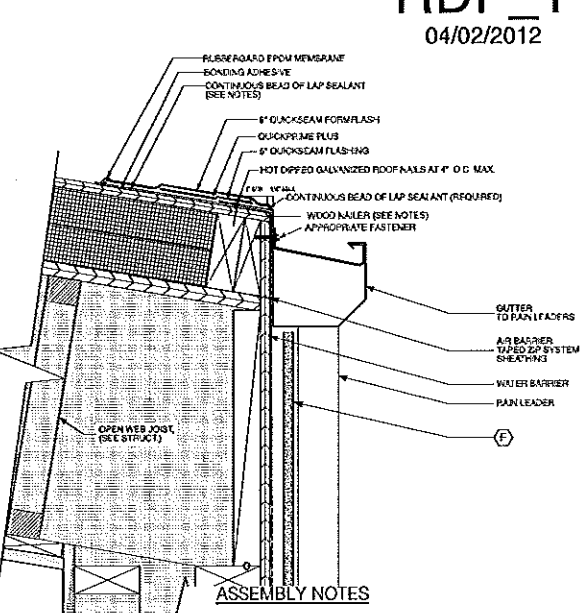 04/02/2012
RUBBERGARD EPDM MEMBRANE
BONDING ADHESIVE
CONTINUOUS BEAD OF LAP SEALANT
(SEE NOTES)
6" QUICKSEAM FORMFLASH
QUICKPRIME PLUS
5" QUICKSEAM FLASHING
HOT DIPPED GALVANIZED ROOF NAILS AT 4" O.C. MAX.
CONTINUOUS BEAD OF LAP SEALANT (REQUIRED)
WOOD NAILER (SEE NOTES)
APPROPRIATE FASTENER
GUTTER
TO RAIN LEADERS
AIR BARRIER
TAPED ZIP SYSTEM
SHEATHING
WATER BARRIER
RAIN LEADER
F
OPEN WEB JOIST,
(SEE STRUCT.)
ASSEMBLY NOTES